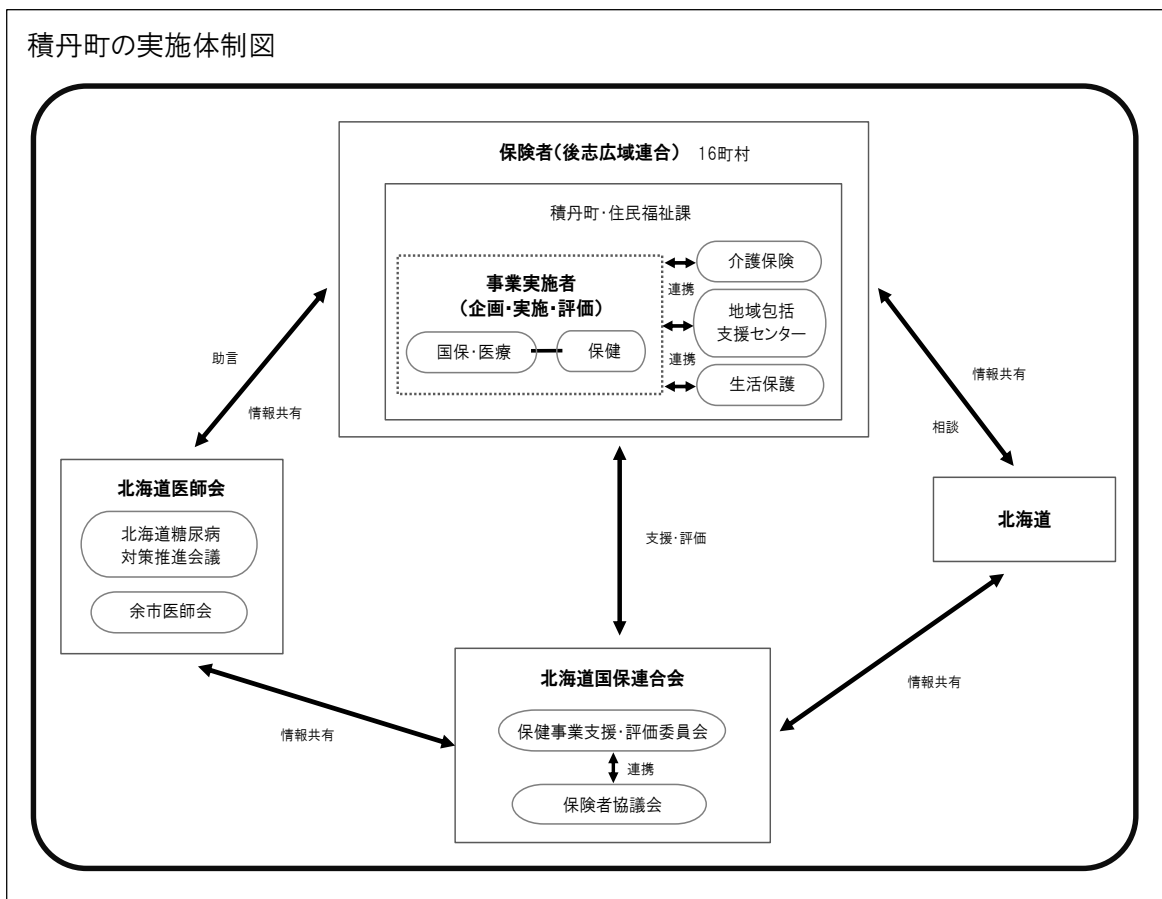 積丹町の実施体制図
保険者(後志広域連合) 16町村
積丹町・住民福祉課
事業実施者
(企画・実施・評価)
国保・医療
保健
介護保険
連携
地域包括
支援センター
連携
生活保護
助言
情報共有
情報共有
相談
北海道医師会
北海道糖尿病
対策推進会議
余市医師会
支援・評価
北海道
情報共有
情報共有
北海道国保連合会
保健事業支援・評価委員会
連携
保険者協議会